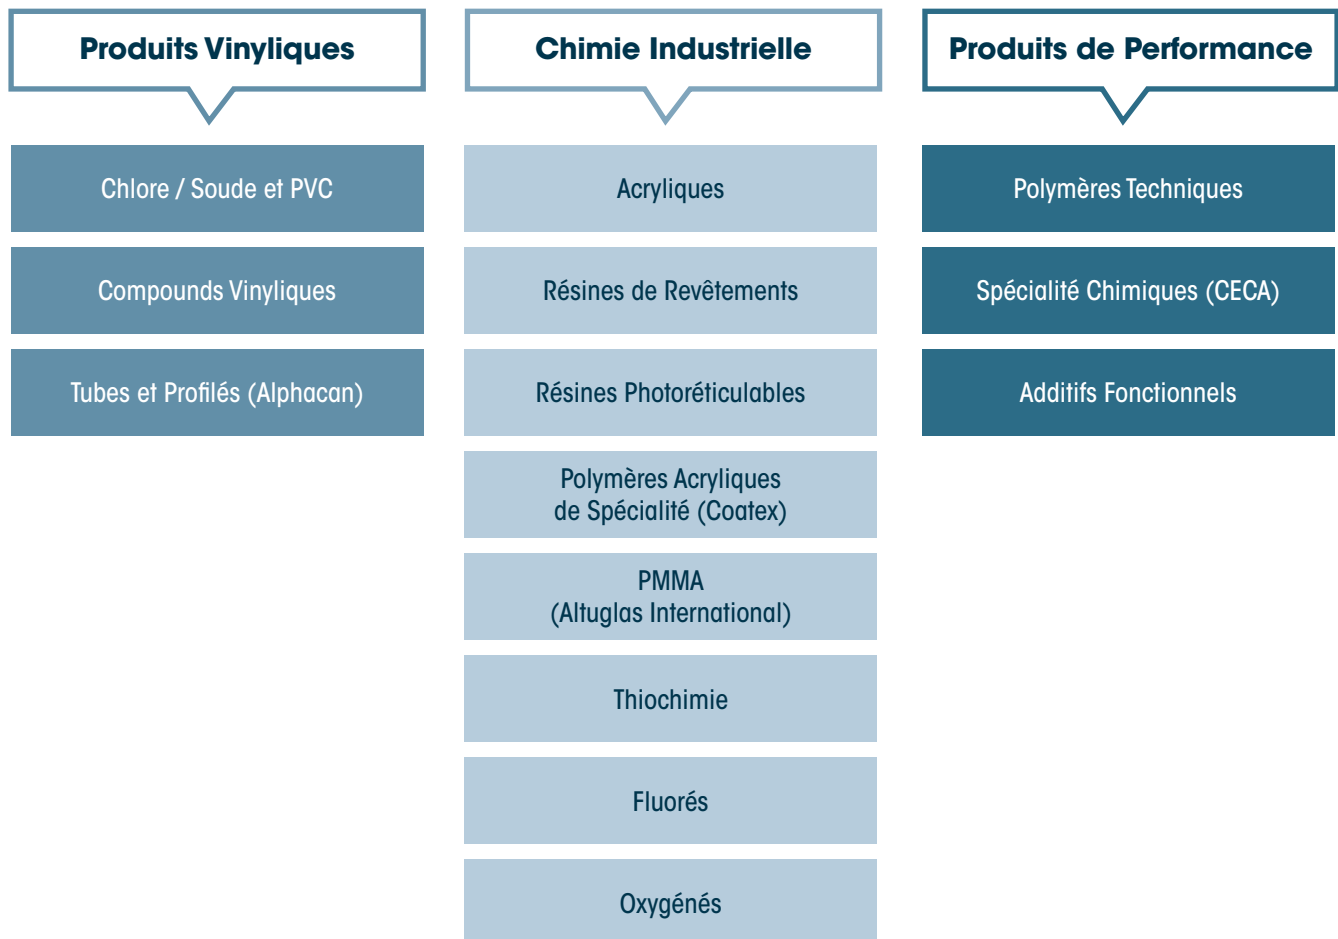 Produits Vinyliques
Chlore / Soude et PVC
Compounds Vinyliques
Tubes et Profilés (Alphacan)
Chimie Industrielle
Acryliques
Résines de Revêtements
Résines Photoréticulables
Polymères Acryliques
de Spécialité (Coatex)
PMMA
(Altuglas International)
Thiochimie
Fluorés
Oxygénés
Produits de Performance
Polymères Techniques
Spécialité Chimiques (CECA)
Additifs Fonctionnels